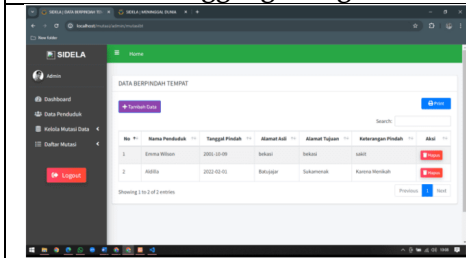 SIDELA | DATA BERPINDAH TE
SIDELA | MENINGGAL DUNIA
New folder
SIDELA
Home
Admin
DATA BERPINDAH TEMPAT
Dashboard
Data Penduduk
Kelola Mutasi Data
Daftar Mutasi
Logout
+ Tambah Data
Print
Search:
No Nama Penduduk Tanggal Pindah Alamat Asli Alamat Tujuan Keterangan Pindah Aksi
1 Emma Wilson 2001-10-09 bekasi bekasi sakit Hapus
2 Aldilla 2022-02-01 Batujajar Sukamenak Karena Menikah Hapus
Showing 1 to 2 of 2 entries
Previous 1 Next